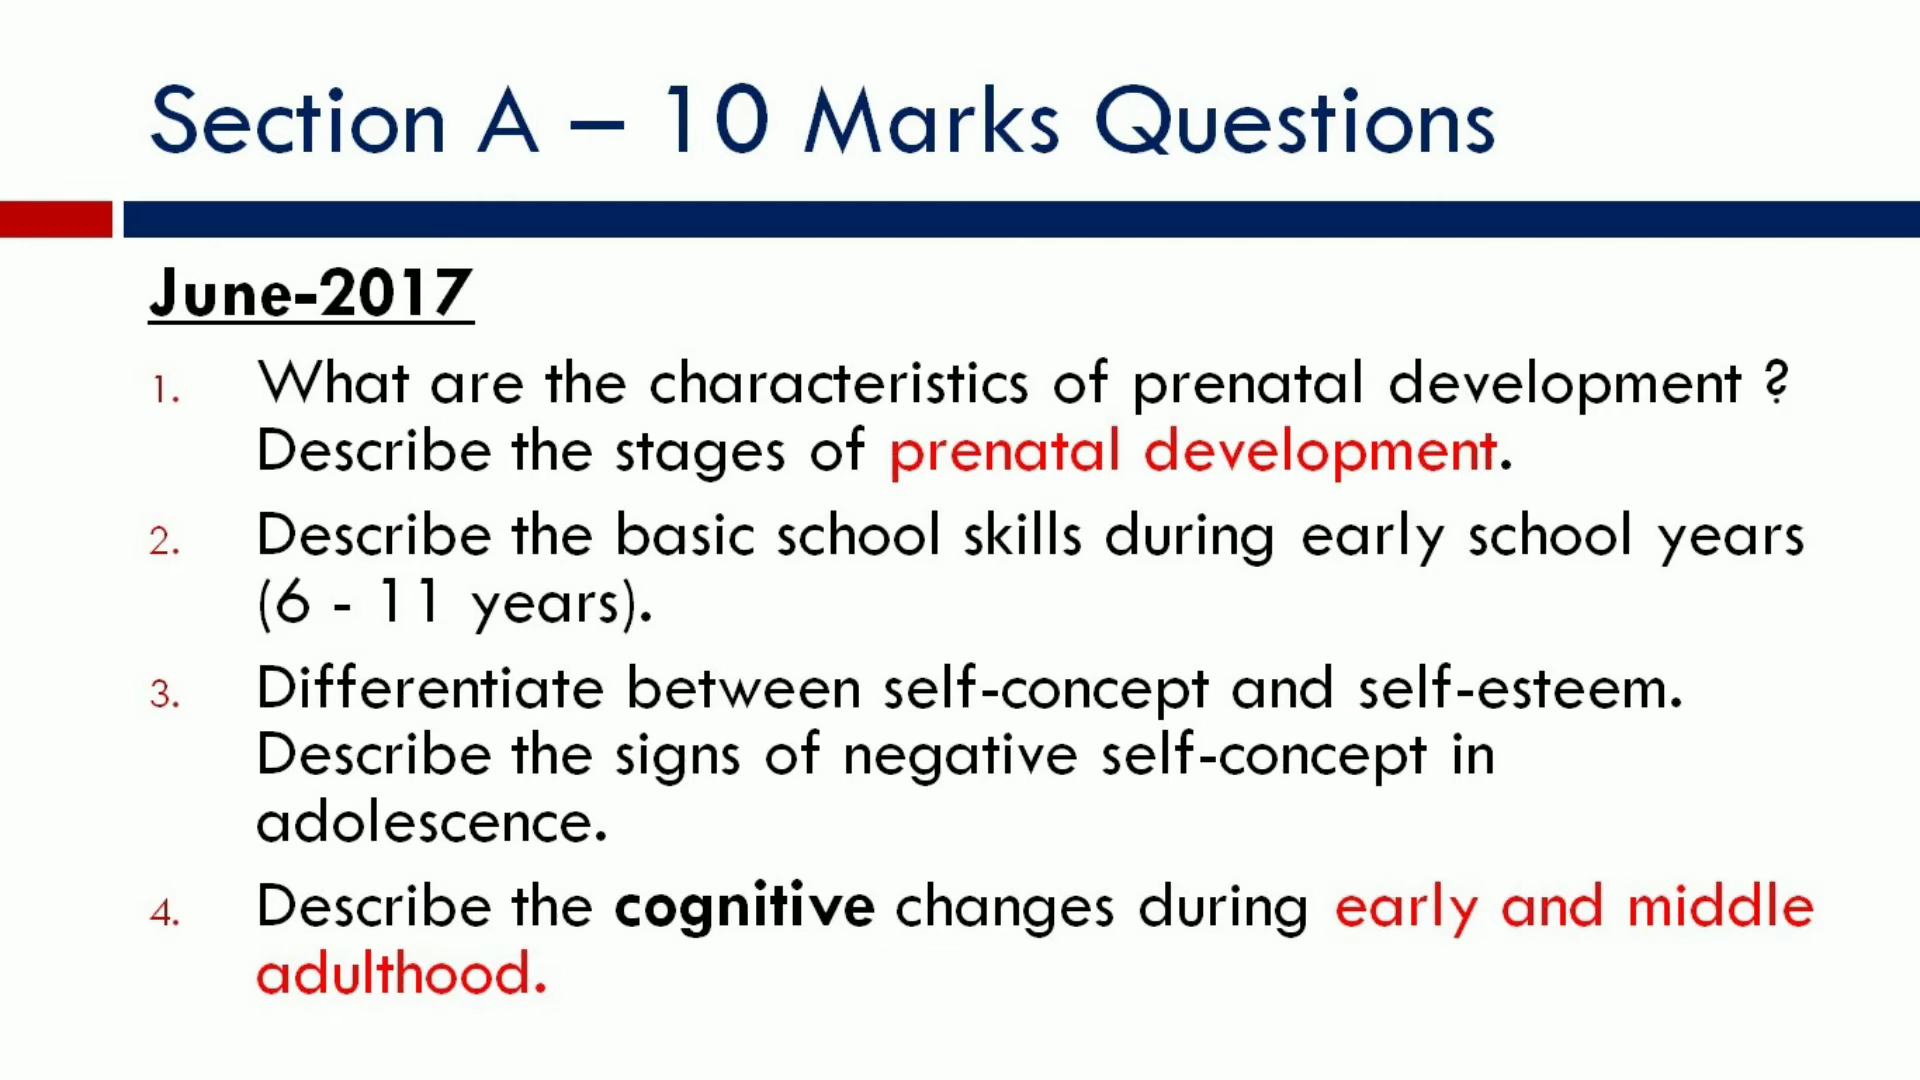 Section A – 10 Marks Questions
June-2017
1. What are the characteristics of prenatal development ?
Describe the stages of prenatal development.
2. Describe the basic school skills during early school years
(6 - 11 years).
3. Differentiate between self-concept and self-esteem.
Describe the signs of negative self-concept in
adolescence.
4. Describe the cognitive changes during early and middle
adulthood.